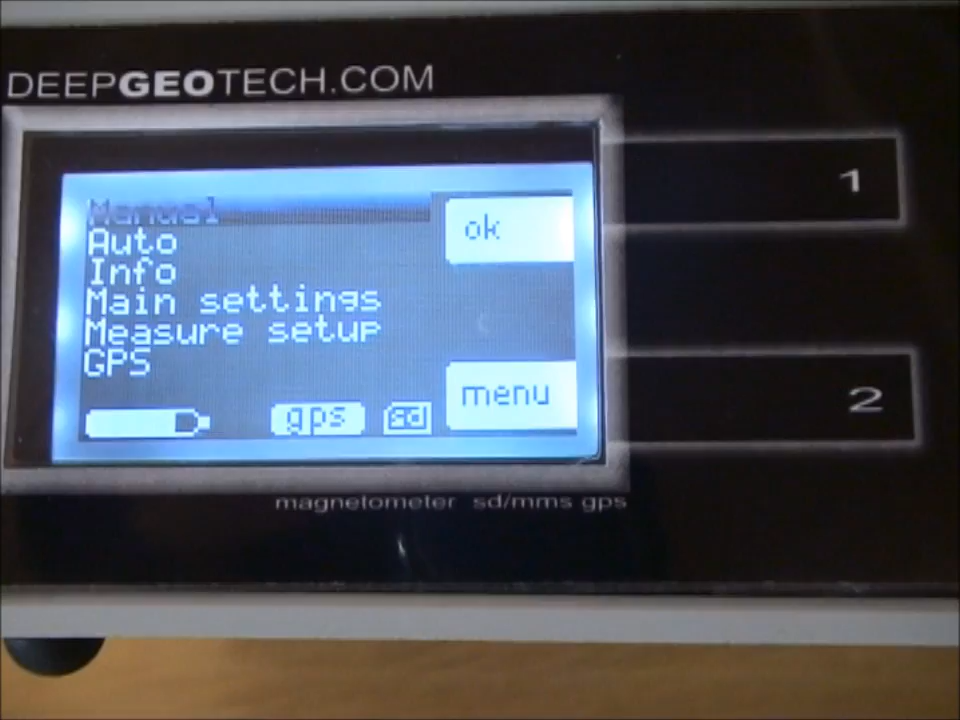 DEEPGEOTECH.COM
Manual
Auto
Info
Main settings
Measure setup
GPS
ok
menu
gps
sd
1
2
magnetometer sd/mms gps